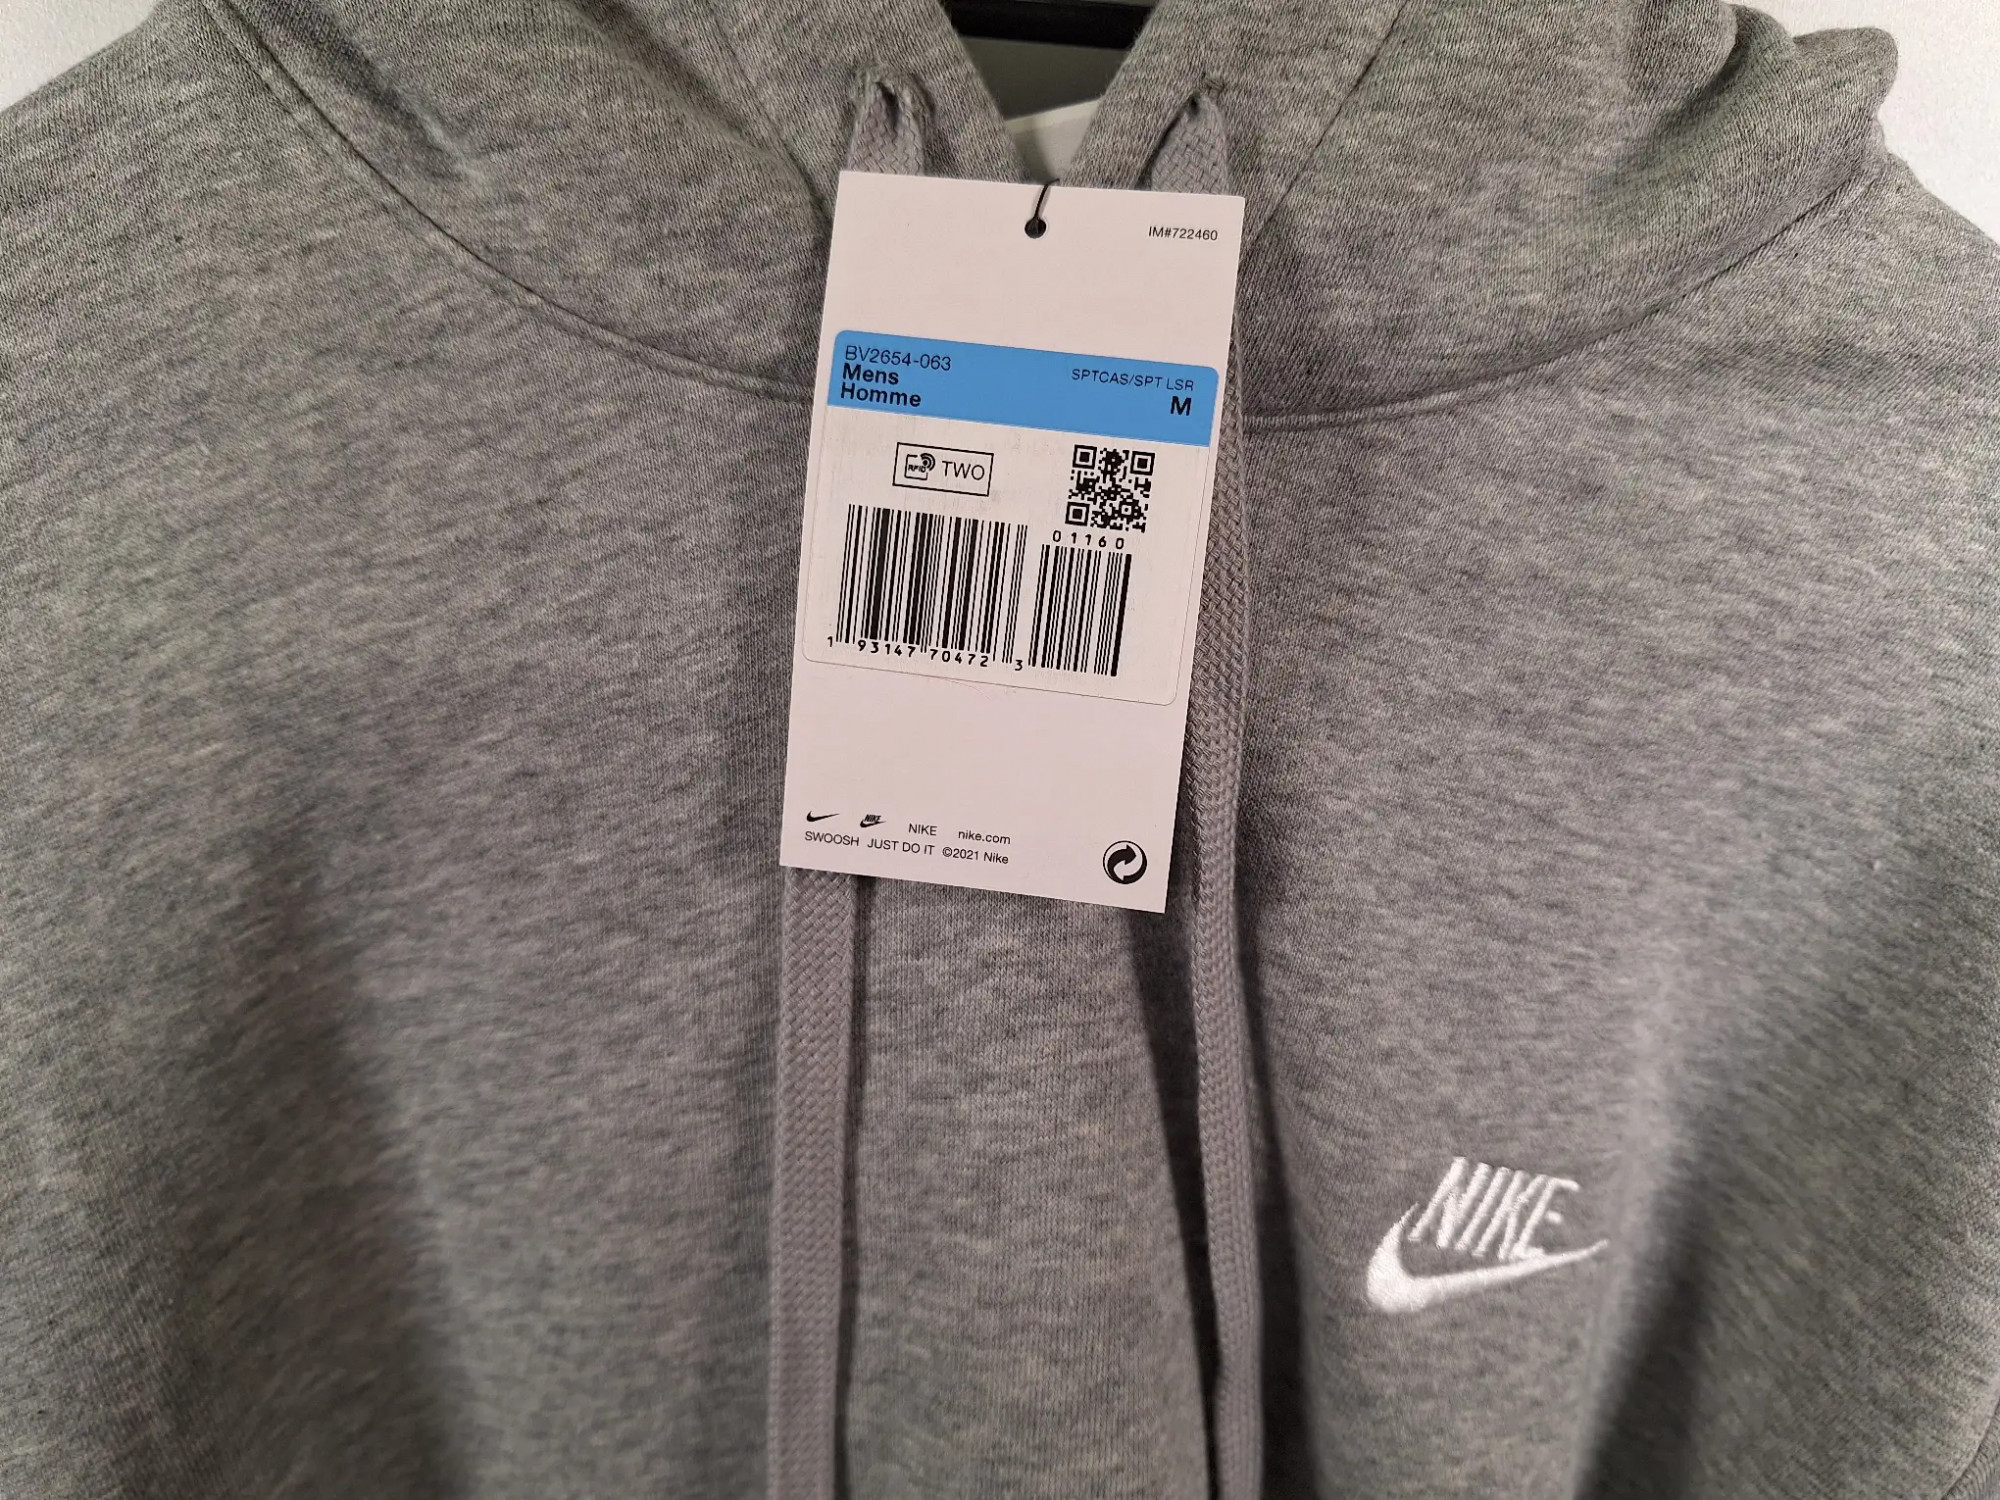 IM#722460
BV2654-063
SPTCAS/SPT LSR
Mens
Homme
M
RFID TWO
01160
1 93147 70472 3
NIKE NIKE nike.com
SWOOSH JUST DO IT ©2021 Nike
NIKE